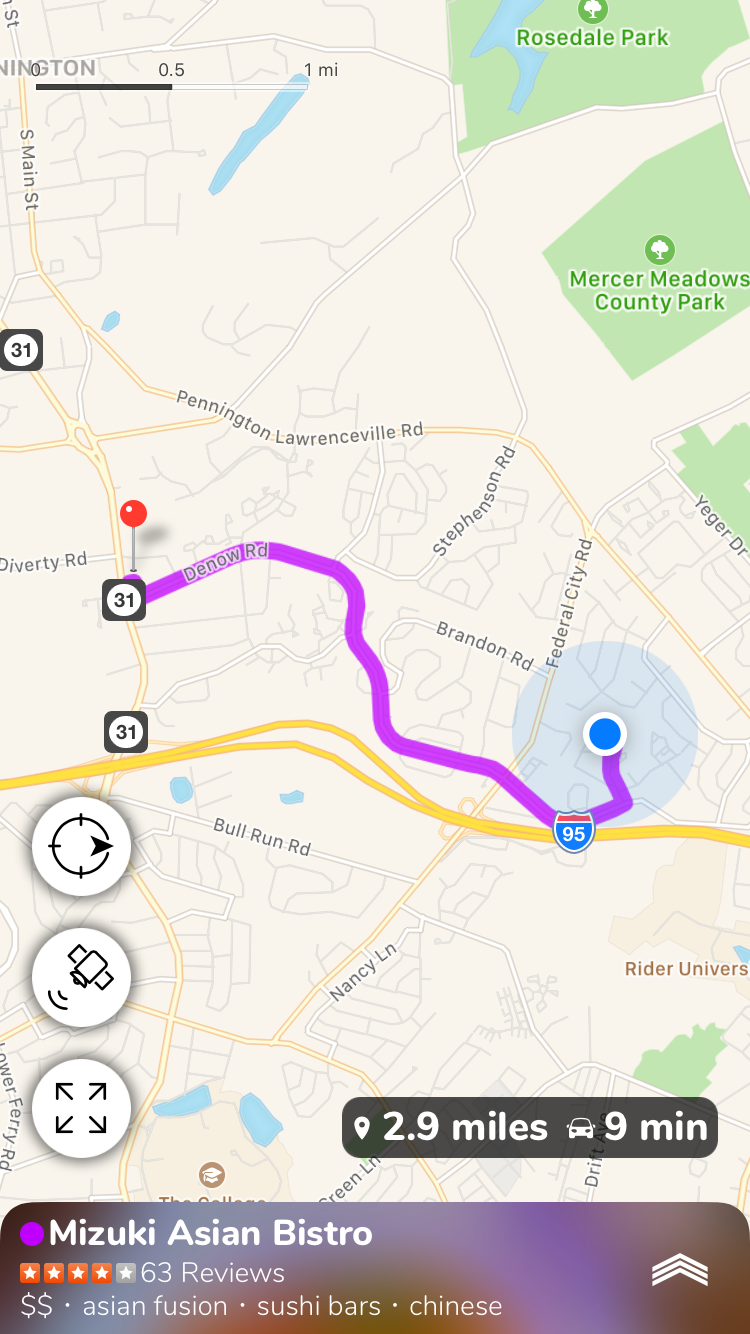 n St
Rosedale Park
NINGTON
0 0.5 1 mi
S Main St
Mercer Meadows
County Park
31
Pennington Lawrenceville Rd
Stephenson Rd
Yeger Dr
Diverty Rd
Denow Rd
Federal City Rd
31
Brandon Rd
31
95
Bull Run Rd
Nancy Ln
Rider Univers
Lower Ferry Rd
2.9 miles 9 min
Drift Ave
Green Ln
The College
Mizuki Asian Bistro
63 Reviews
$$ · asian fusion · sushi bars · chinese